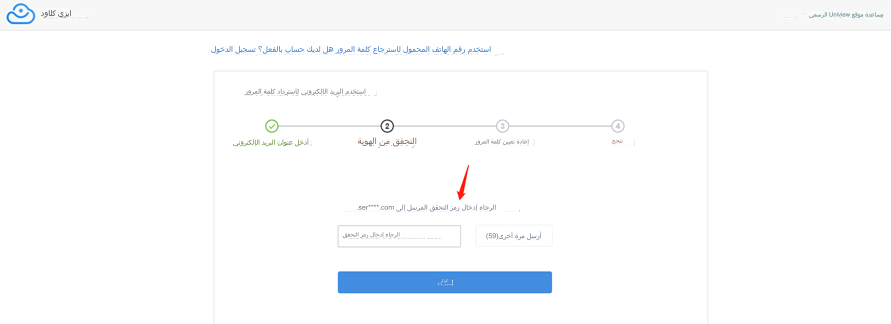 ايزي كلاود
مساعدة موقع Uniview الرسمي
استخدم رقم الهاتف المحمول لاسترجاع كلمة المرور هل لديك حساب بالفعل؟ تسجيل الدخول
استخدم البريد الالكتروني لاسترداد كلمة المرور
2 3 4
أدخل عنوان البريد الالكتروني
التحقق من الهوية
إعادة تعيين كلمة المرور
ينجح
الرجاء إدخال رمز التحقق المرسل إلى ser****.com.
الرجاء إدخال رمز التحقق
أرسل مرة أخرى(59)